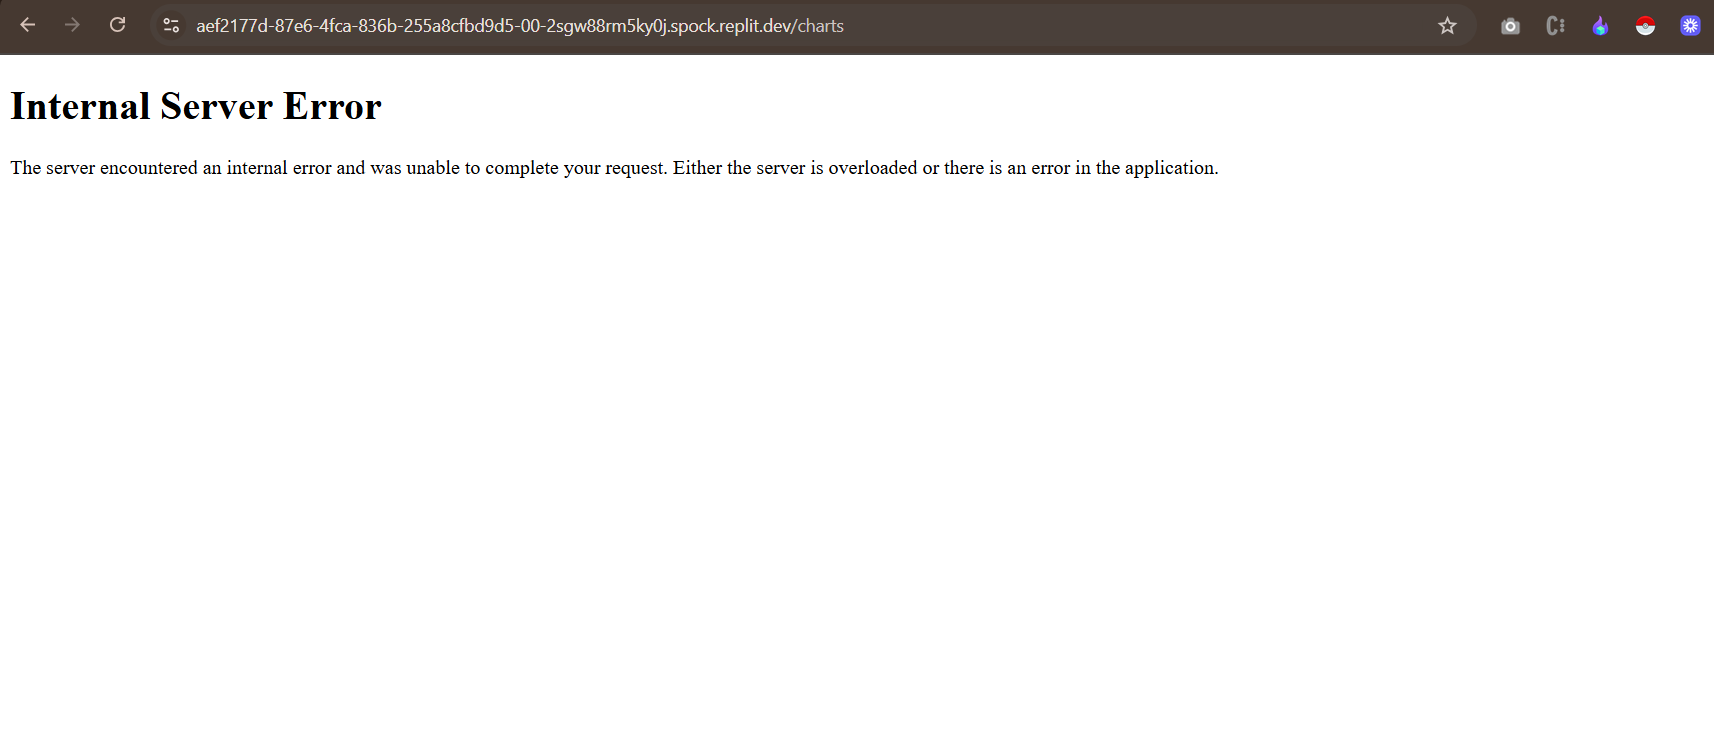 aef2177d-87e6-4fca-836b-255a8cfbd9d5-00-2sgw88rm5ky0j.spock.replit.dev/charts
Internal Server Error
The server encountered an internal error and was unable to complete your request. Either the server is overloaded or there is an error in the application.